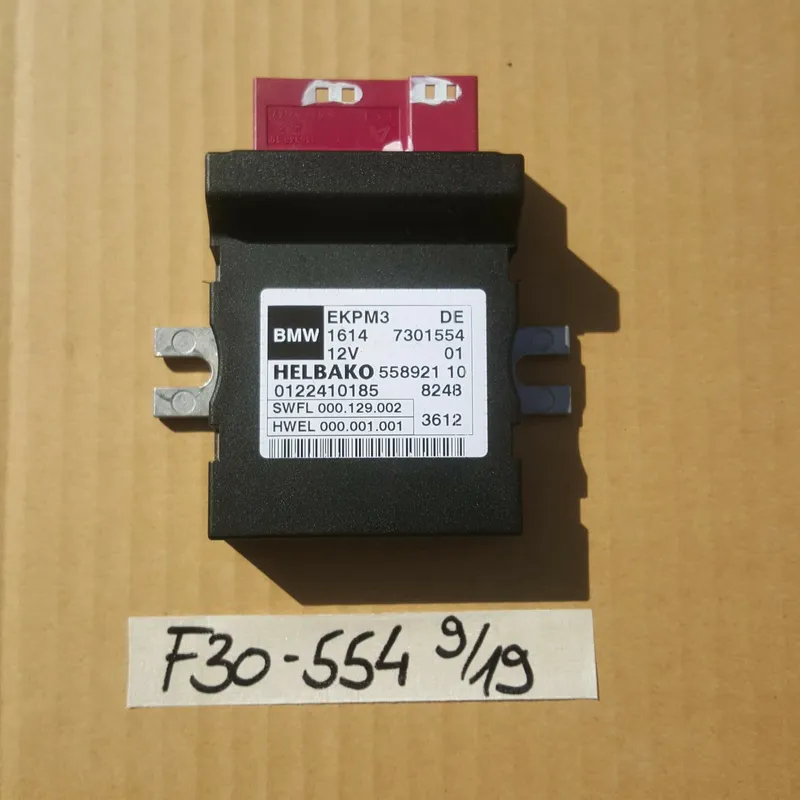 EKPM3 DE
BMW 1614 7301554
12V 01
HELBAKO 558921 10
0122410185 8248
SWFL 000.129.002
HWEL 000.001.001 3612
F30-554 9/19